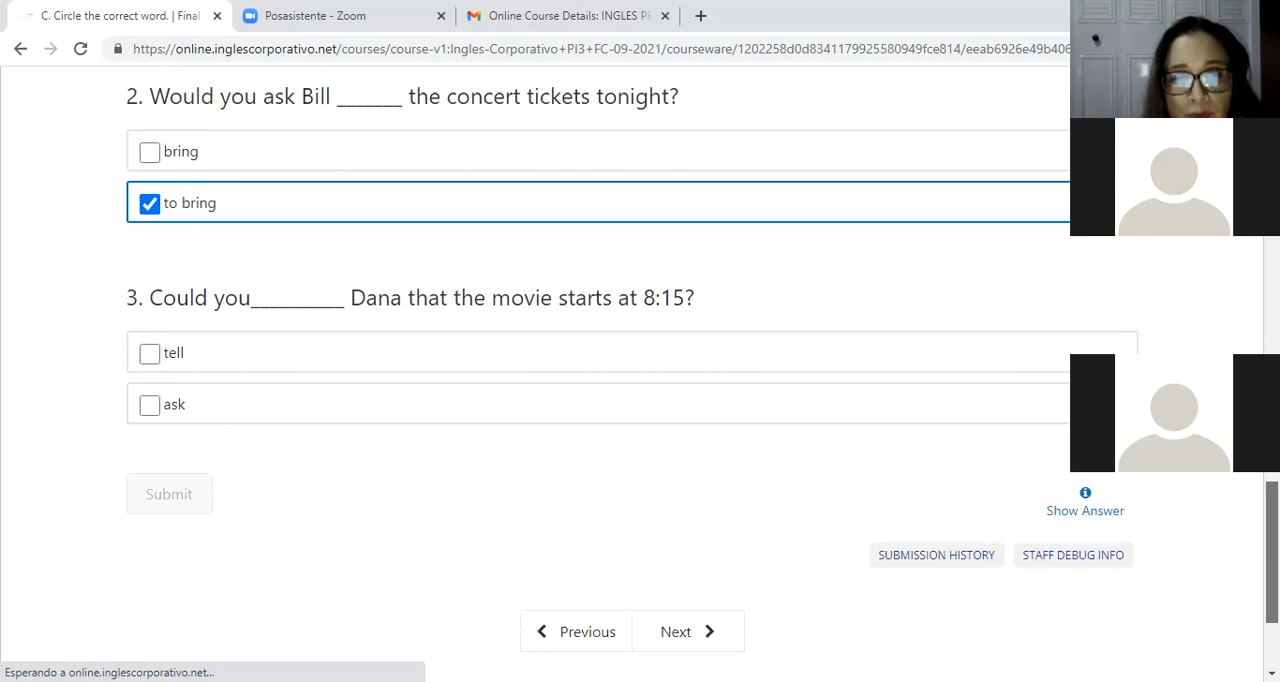 C. Circle the correct word. | Final
Posasistente - Zoom
Online Course Details: INGLES PF
https://online.inglescorporativo.net/courses/course-v1:Ingles-Corporativo+PI3+FC-09-2021/courseware/1202258d0d8341179925580949fce814/eeab6926e49b406
2. Would you ask Bill _______ the concert tickets tonight?
bring
to bring
3. Could you__________ Dana that the movie starts at 8:15?
tell
ask
Submit
Show Answer
SUBMISSION HISTORY
STAFF DEBUG INFO
Previous
Next
Esperando a online.inglescorporativo.net...